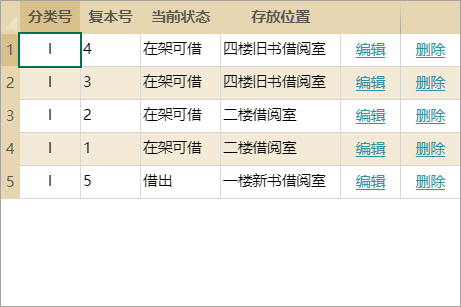 分类号 复本号 当前状态 存放位置
1 I 4 在架可借 四楼旧书借阅室 编辑 删除
2 I 3 在架可借 四楼旧书借阅室 编辑 删除
3 I 2 在架可借 二楼借阅室 编辑 删除
4 I 1 在架可借 二楼借阅室 编辑 删除
5 I 5 借出 一楼新书借阅室 编辑 删除